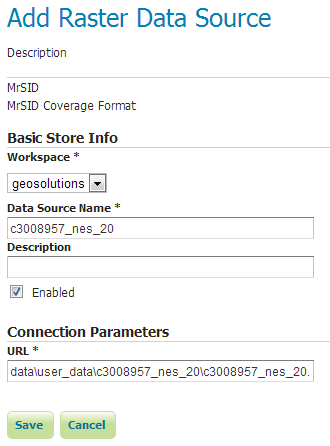 Add Raster Data Source
Description
MrSID
MrSID Coverage Format
Basic Store Info
Workspace *
geosolutions
Data Source Name *
c3008957_nes_20
Description
Enabled
Connection Parameters
URL *
data\user_data\c3008957_nes_20\c3008957_nes_20.
Save Cancel